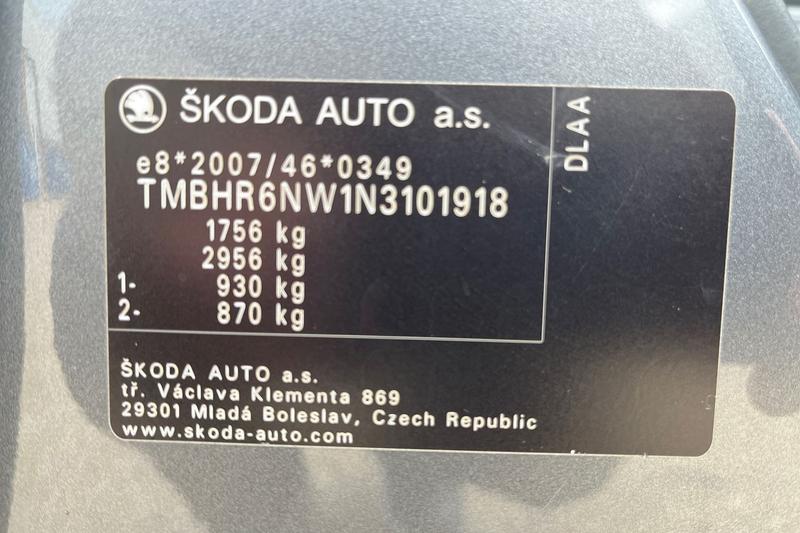 ŠKODA AUTO a.s.
e8*2007/46*0349
TMBHR6NW1N3101918
1756 kg
2956 kg
1- 930 kg
2- 870 kg
DLAA
ŠKODA AUTO a.s.
tř. Václava Klementa 869
29301 Mladá Boleslav, Czech Republic
www.skoda-auto.com